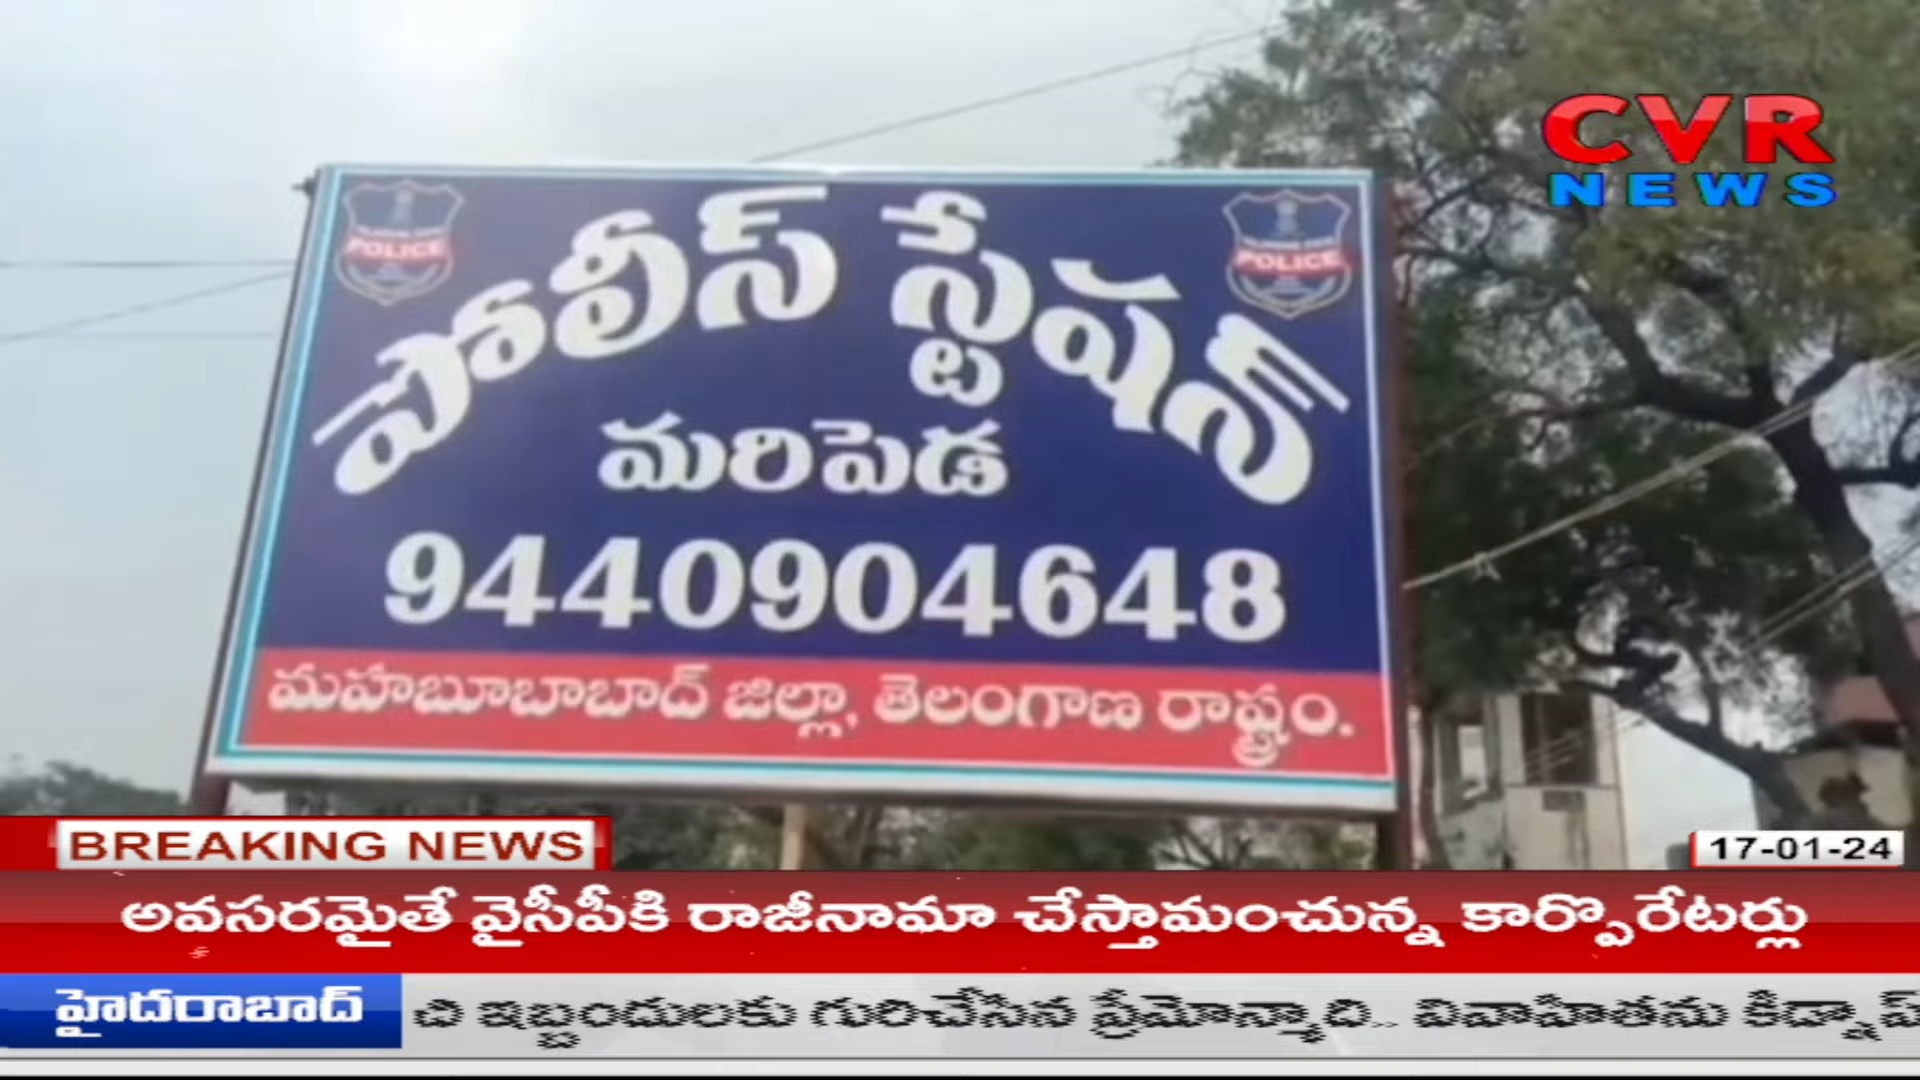 CVR
NEWS
POLICE
POLICE
పోలీస్ స్టేషన్
మరిపెడ
9440904648
మహబూబాబాద్ జిల్లా, తెలంగాణ రాష్ట్రం.
BREAKING NEWS
17-01-24
అవసరమైతే వైసీపీకి రాజీనామా చేస్తామంచున్న కార్పొరేటర్లు
హైదరాబాద్
ఇబ్బందులకు గురిచేసిన ప్రేమోన్మాది.. వివాహితను